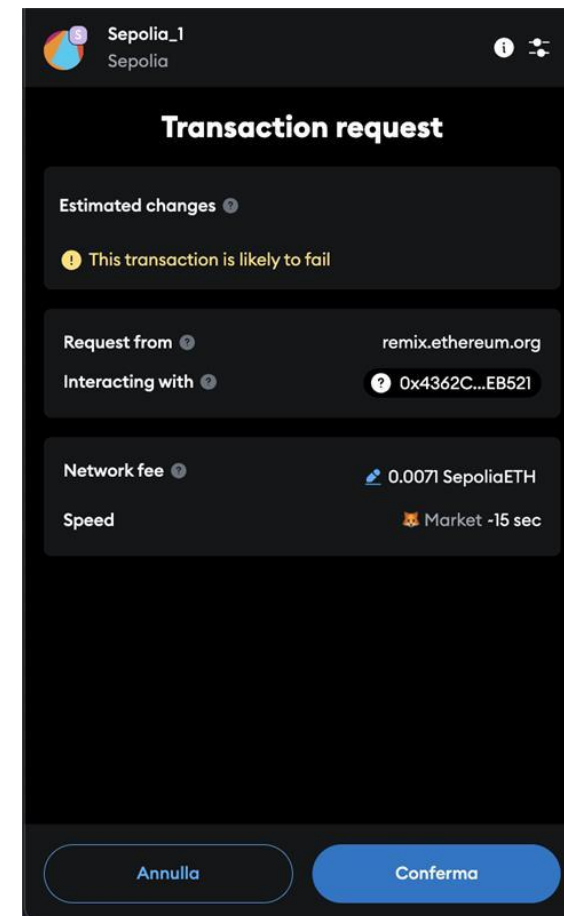 S
Sepolia_1
Sepolia
Transaction request
Estimated changes
This transaction is likely to fail
Request from remix.ethereum.org
Interacting with 0x4362C...EB521
Network fee 0.0071 SepoliaETH
Speed Market ~15 sec
Annulla Conferma